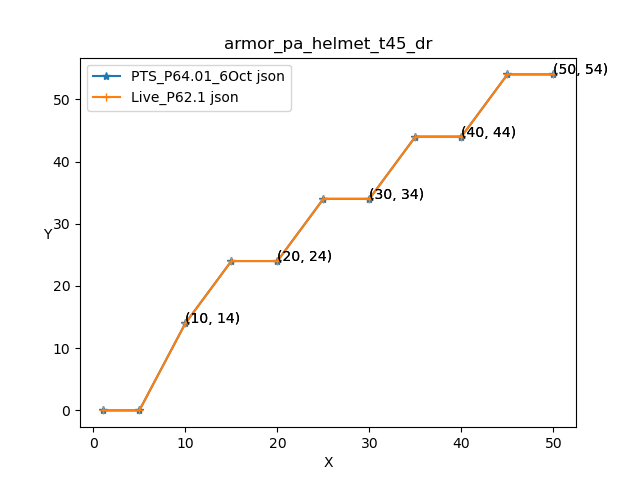 armor_pa_helmet_t45_dr
PTS_P64.01_6Oct json
Live_P62.1 json
(50, 54)
(40, 44)
(30, 34)
(20, 24)
(10, 14)
Y
50
40
30
20
10
0
0 10 20 30 40 50
X